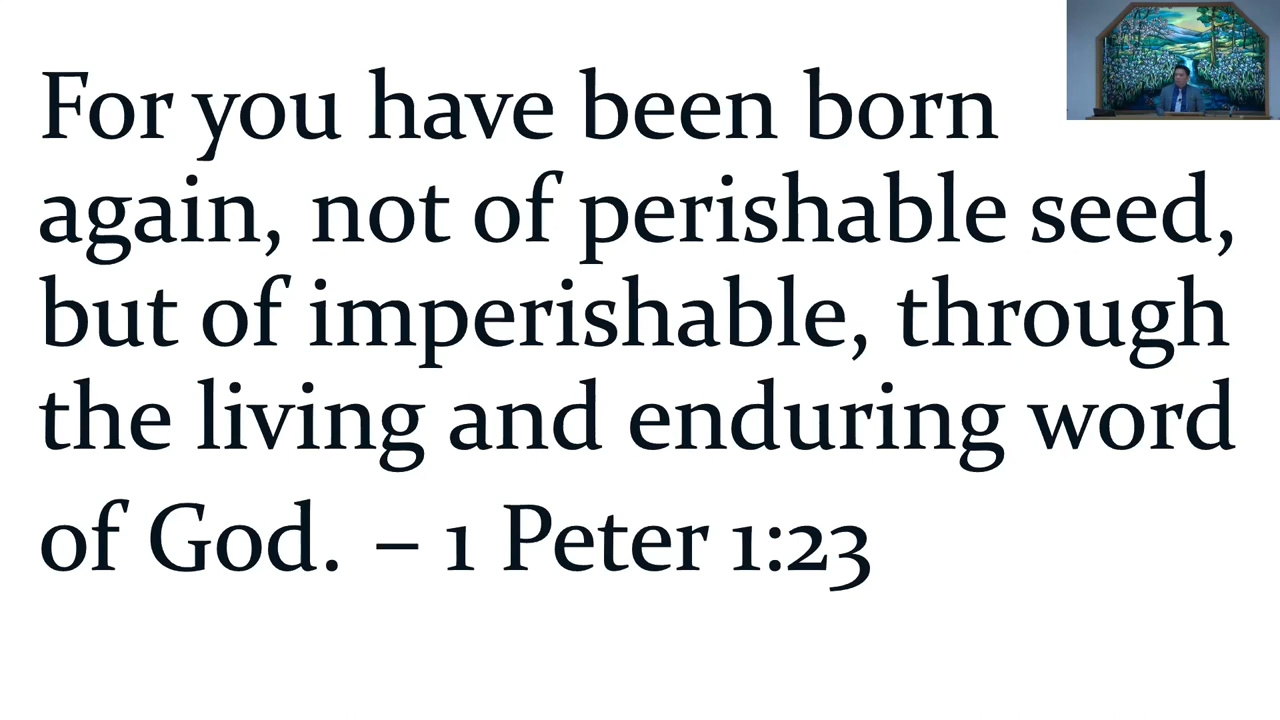 For you have been born
again, not of perishable seed,
but of imperishable, through
the living and enduring word
of God. – 1 Peter 1:23